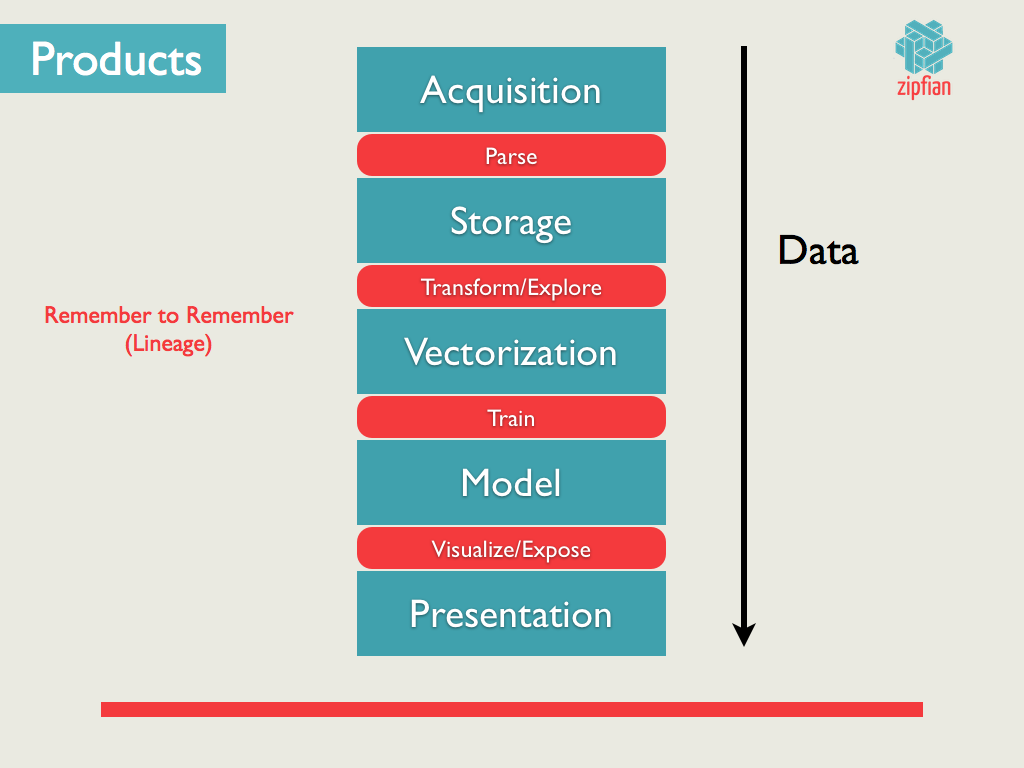 Products
Acquisition
Parse
Storage
Transform/Explore
Vectorization
Train
Model
Visualize/Expose
Presentation
Remember to Remember
(Lineage)
Data
zipfian